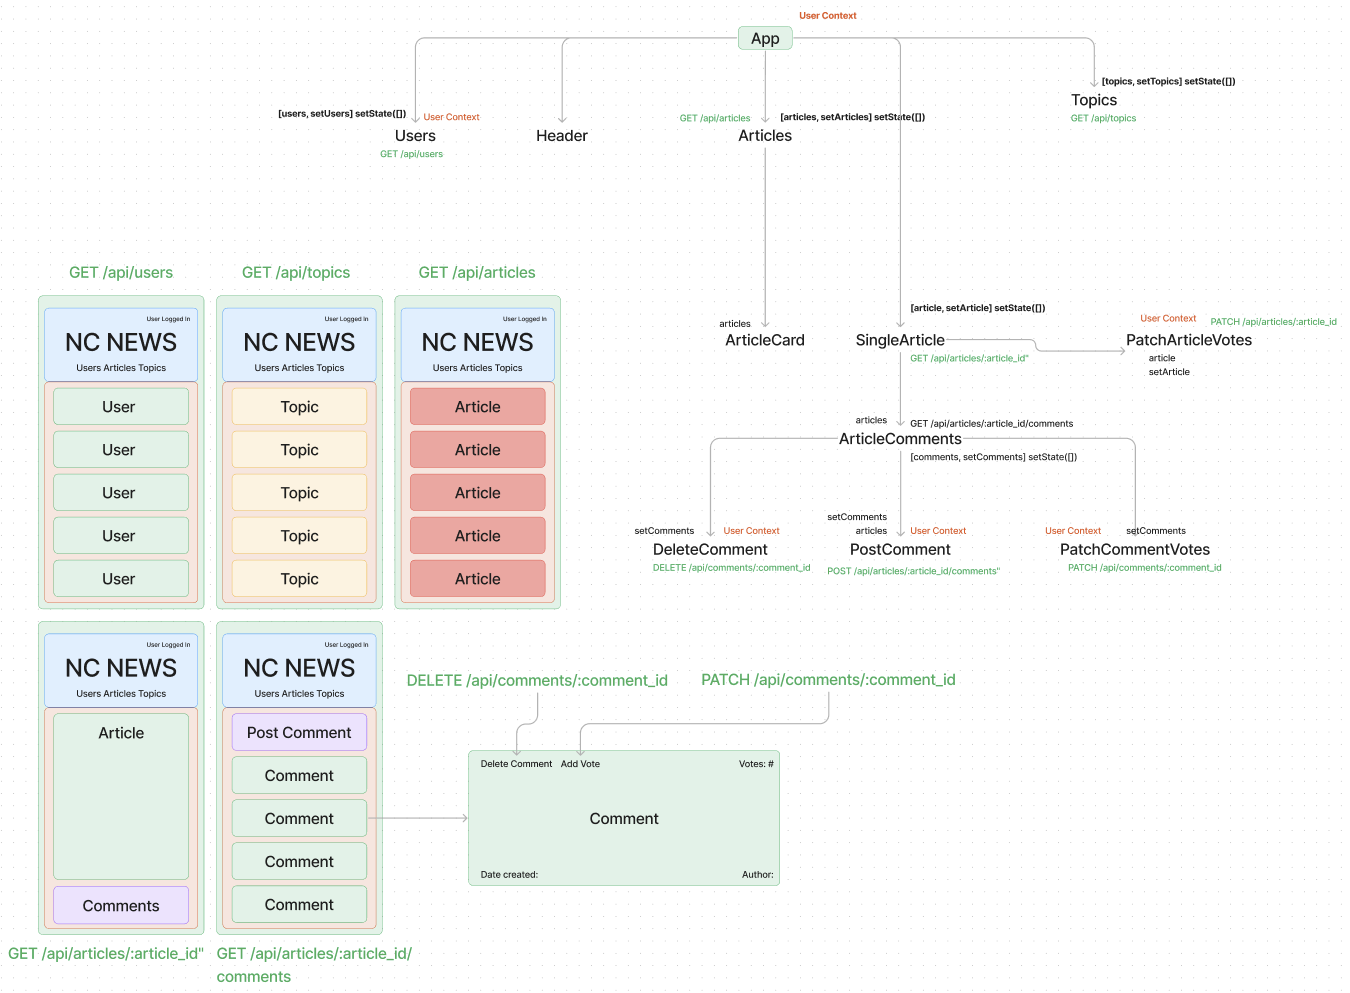 User Context
App
[topics, setTopics] setState([])
Topics
GET /api/topics
[users, setUsers] setState([])
User Context
Users
GET /api/users
Header
GET /api/articles
[articles, setArticles] setState([])
Articles
articles
ArticleCard
[article, setArticle] setState([])
SingleArticle
GET /api/articles/:article_id"
User Context
PATCH /api/articles/:article_id
PatchArticleVotes
article
setArticle
articles
GET /api/articles/:article_id/comments
ArticleComments
[comments, setComments] setState([])
setComments
User Context
DeleteComment
DELETE /api/comments/:comment_id
setComments
articles
User Context
PostComment
POST /api/articles/:article_id/comments"
User Context
setComments
PatchCommentVotes
PATCH /api/comments/:comment_id
GET /api/users
User Logged In
NC NEWS
Users Articles Topics
User
User
User
User
User
GET /api/topics
User Logged In
NC NEWS
Users Articles Topics
Topic
Topic
Topic
Topic
Topic
GET /api/articles
User Logged In
NC NEWS
Users Articles Topics
Article
Article
Article
Article
Article
User Logged In
NC NEWS
Users Articles Topics
Article
Comments
GET /api/articles/:article_id"
User Logged In
NC NEWS
Users Articles Topics
Post Comment
Comment
Comment
Comment
Comment
GET /api/articles/:article_id/
comments
DELETE /api/comments/:comment_id
PATCH /api/comments/:comment_id
Delete Comment
Add Vote
Votes: #
Comment
Date created:
Author: